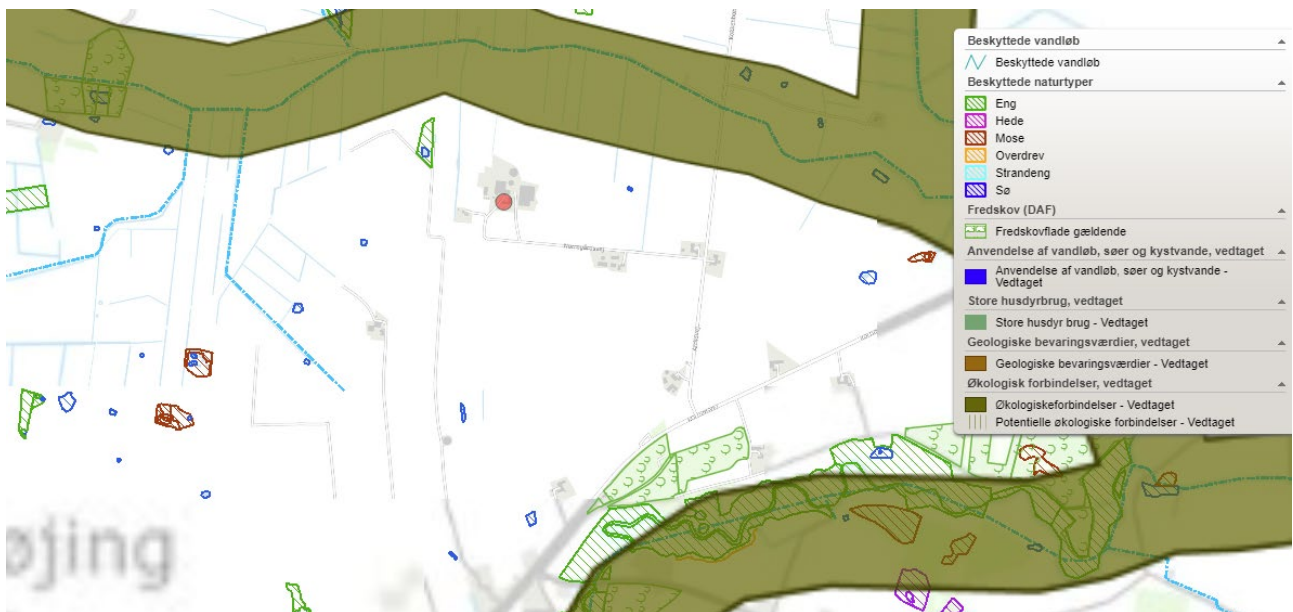 Beskyttede vandløb
Beskyttede vandløb
Beskyttede naturtyper
Eng
Hede
Mose
Overdrev
Strandeng
Sø
Fredskov (DAF)
Fredskovflade gældende
Anvendelse af vandløb, søer og kystvande, vedtaget
Anvendelse af vandløb, søer og kystvande -
Vedtaget
Store husdyrbrug, vedtaget
Store husdyr brug - Vedtaget
Geologiske bevaringsværdier, vedtaget
Geologiske bevaringsværdier - Vedtaget
Økologisk forbindelser, vedtaget
Økologiskeforbindelser - Vedtaget
Potentielle økologiske forbindelser - Vedtaget
øjing